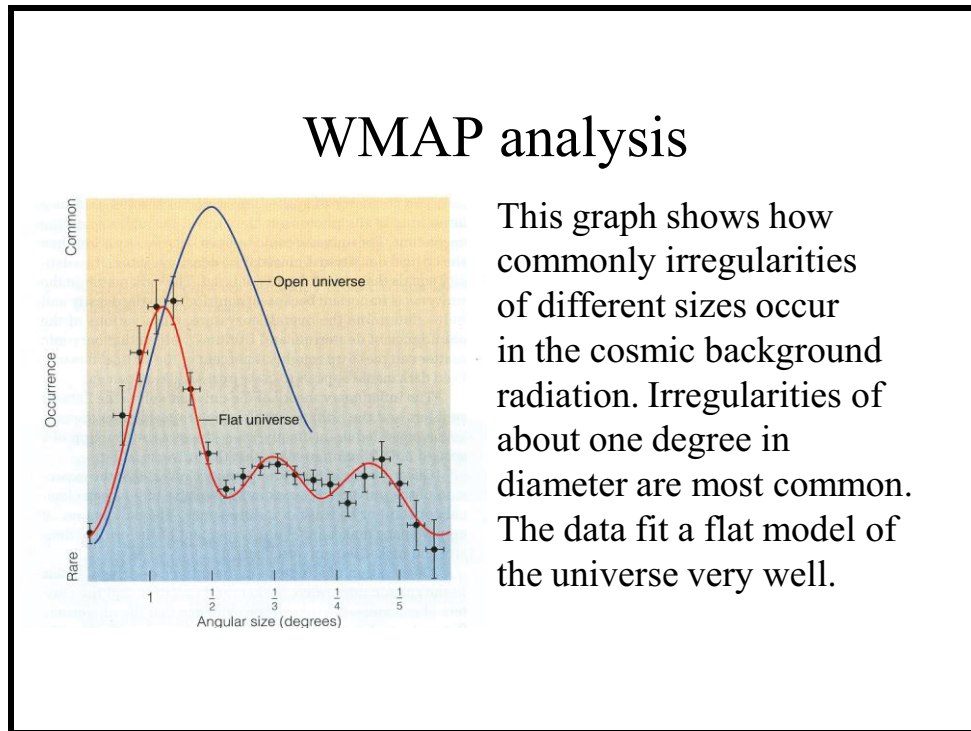 WMAP analysis
Common
Occurrence
Rare
Open universe
Flat universe
1
1/2
1/3
1/4
1/5
Angular size (degrees)
This graph shows how
commonly irregularities
of different sizes occur
in the cosmic background
radiation. Irregularities of
about one degree in
diameter are most common.
The data fit a flat model of
the universe very well.